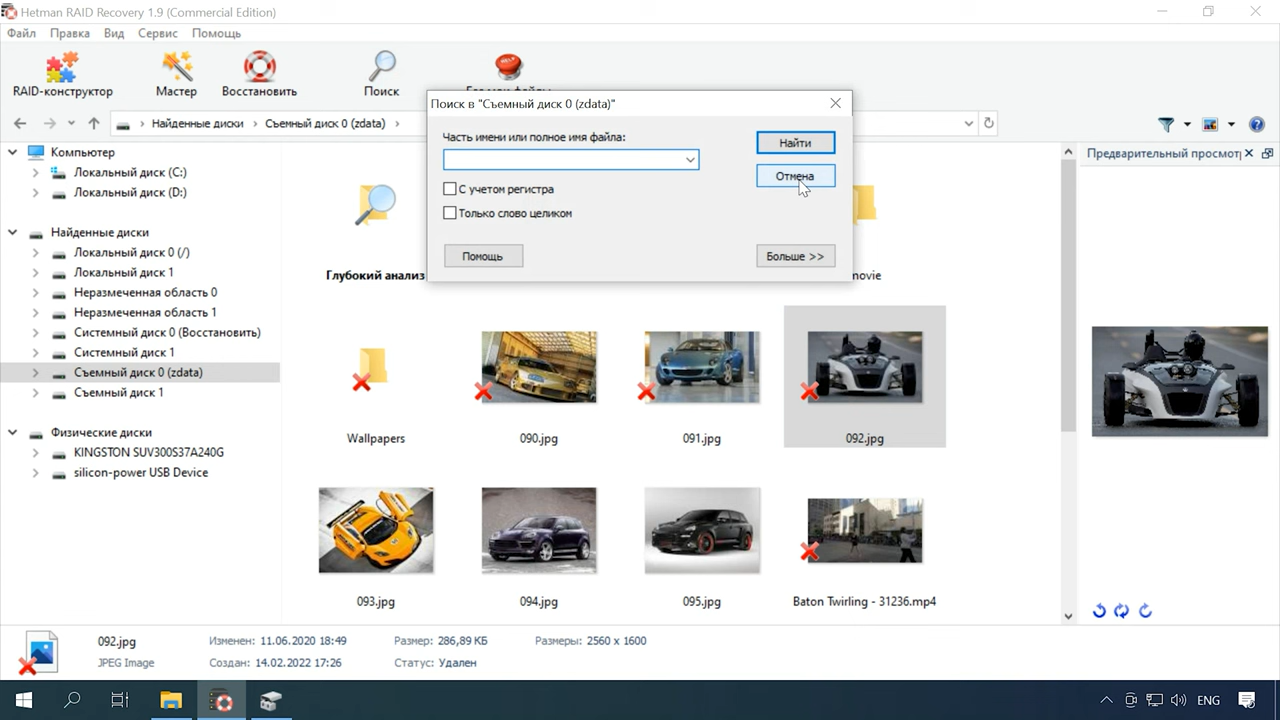 Hetman RAID Recovery 1.9 (Commercial Edition)
Файл Правка Вид Сервис Помощь
RAID-конструктор Мастер Восстановить Поиск
Найденные диски Съемный диск 0 (zdata)
Поиск в "Съемный диск 0 (zdata)"
Часть имени или полное имя файла:
Найти
Отмена
С учетом регистра
Только слово целиком
Помощь Больше >>
Предварительный просмотр
Компьютер
Локальный диск (C:)
Локальный диск (D:)
Найденные диски
Локальный диск 0 (/)
Локальный диск 1
Неразмеченная область 0
Неразмеченная область 1
Системный диск 0 (Восстановить)
Системный диск 1
Съемный диск 0 (zdata)
Съемный диск 1
Физические диски
KINGSTON SUV300S37A240G
silicon-power USB Device
Глубокий анализ
movie
Wallpapers 090.jpg 091.jpg 092.jpg
093.jpg 094.jpg 095.jpg Baton Twirling - 31236.mp4
092.jpg Изменен: 11.06.2020 18:49 Размер: 286,89 КБ Размеры: 2560 x 1600
JPEG Image Создан: 14.02.2022 17:26 Статус: Удален
ENG